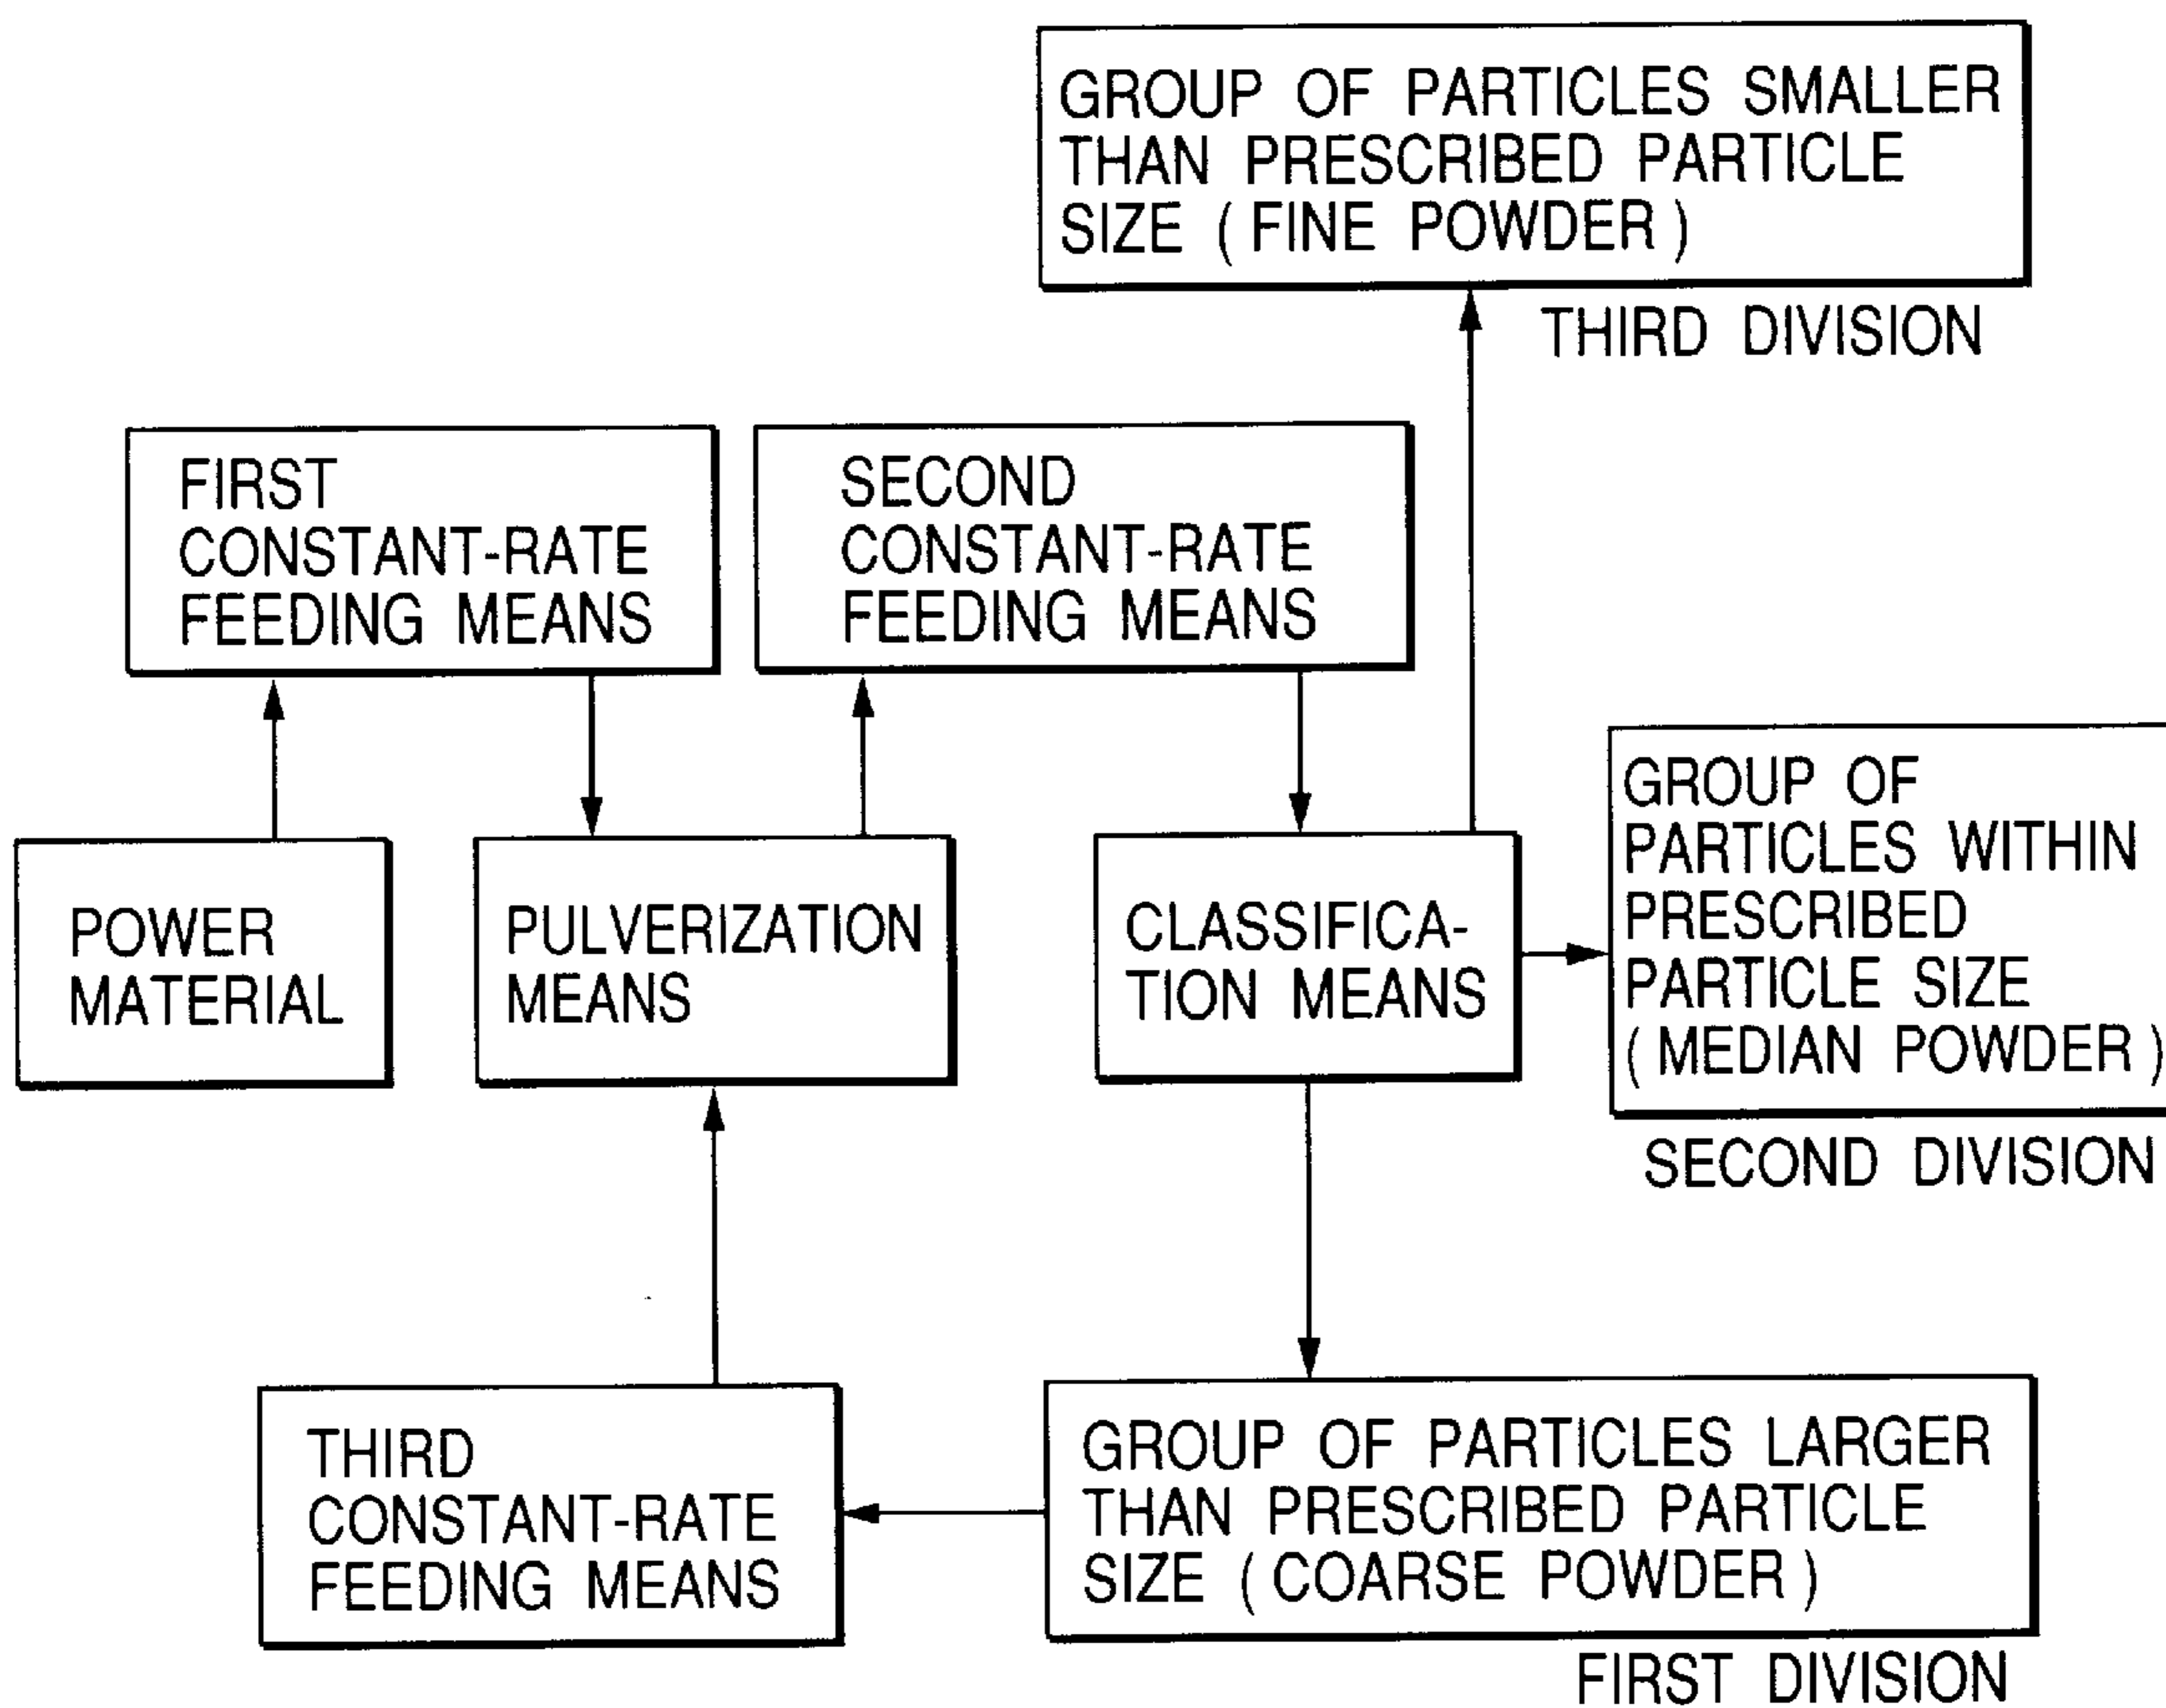 GROUP OF PARTICLES SMALLER
THAN PRESCRIBED PARTICLE
SIZE ( FINE POWDER )
THIRD DIVISION
FIRST
CONSTANT-RATE
FEEDING MEANS
SECOND
CONSTANT-RATE
FEEDING MEANS
POWER
MATERIAL
PULVERIZATION
MEANS
CLASSIFICA-
TION MEANS
GROUP OF
PARTICLES WITHIN
PRESCRIBED
PARTICLE SIZE
( MEDIAN POWDER )
SECOND DIVISION
THIRD
CONSTANT-RATE
FEEDING MEANS
GROUP OF PARTICLES LARGER
THAN PRESCRIBED PARTICLE
SIZE ( COARSE POWDER )
FIRST DIVISION